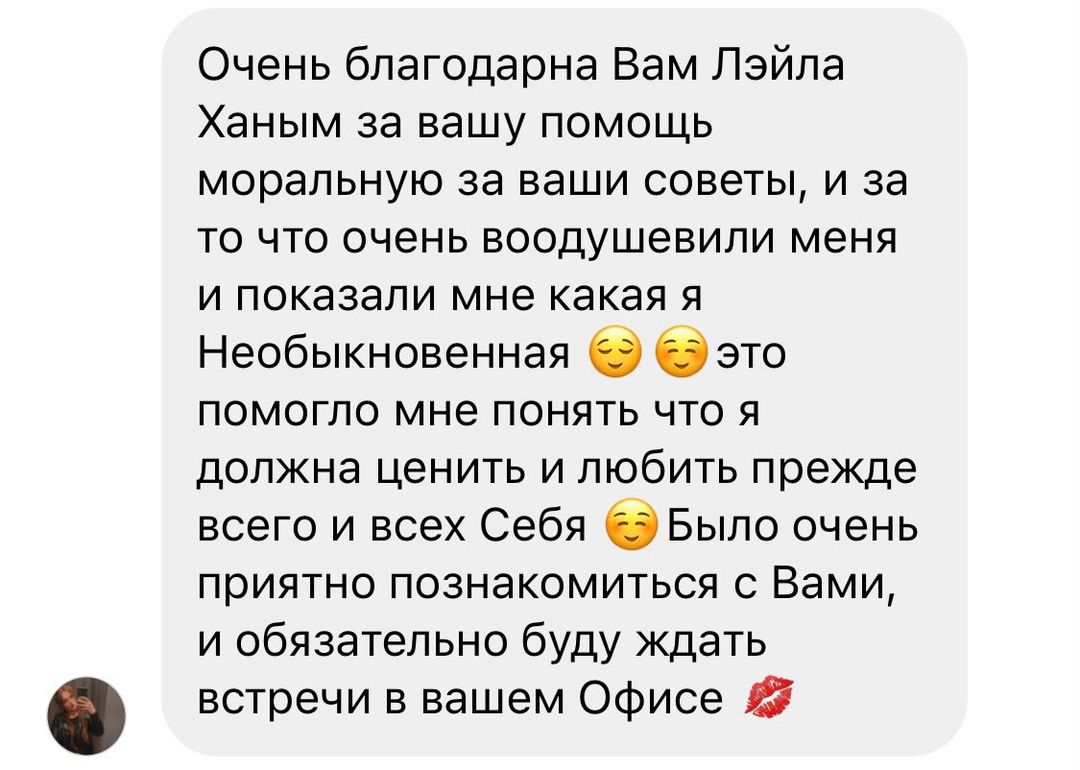 Очень благодарна Вам Лэйла
Ханым за вашу помощь
моральную за ваши советы, и за
то что очень воодушевили меня
и показали мне какая я
Необыкновенная 😌 ☺️ это
помогло мне понять что я
должна ценить и любить прежде
всего и всех Себя ☺️ Было очень
приятно познакомиться с Вами,
и обязательно буду ждать
встречи в вашем Офисе 💋